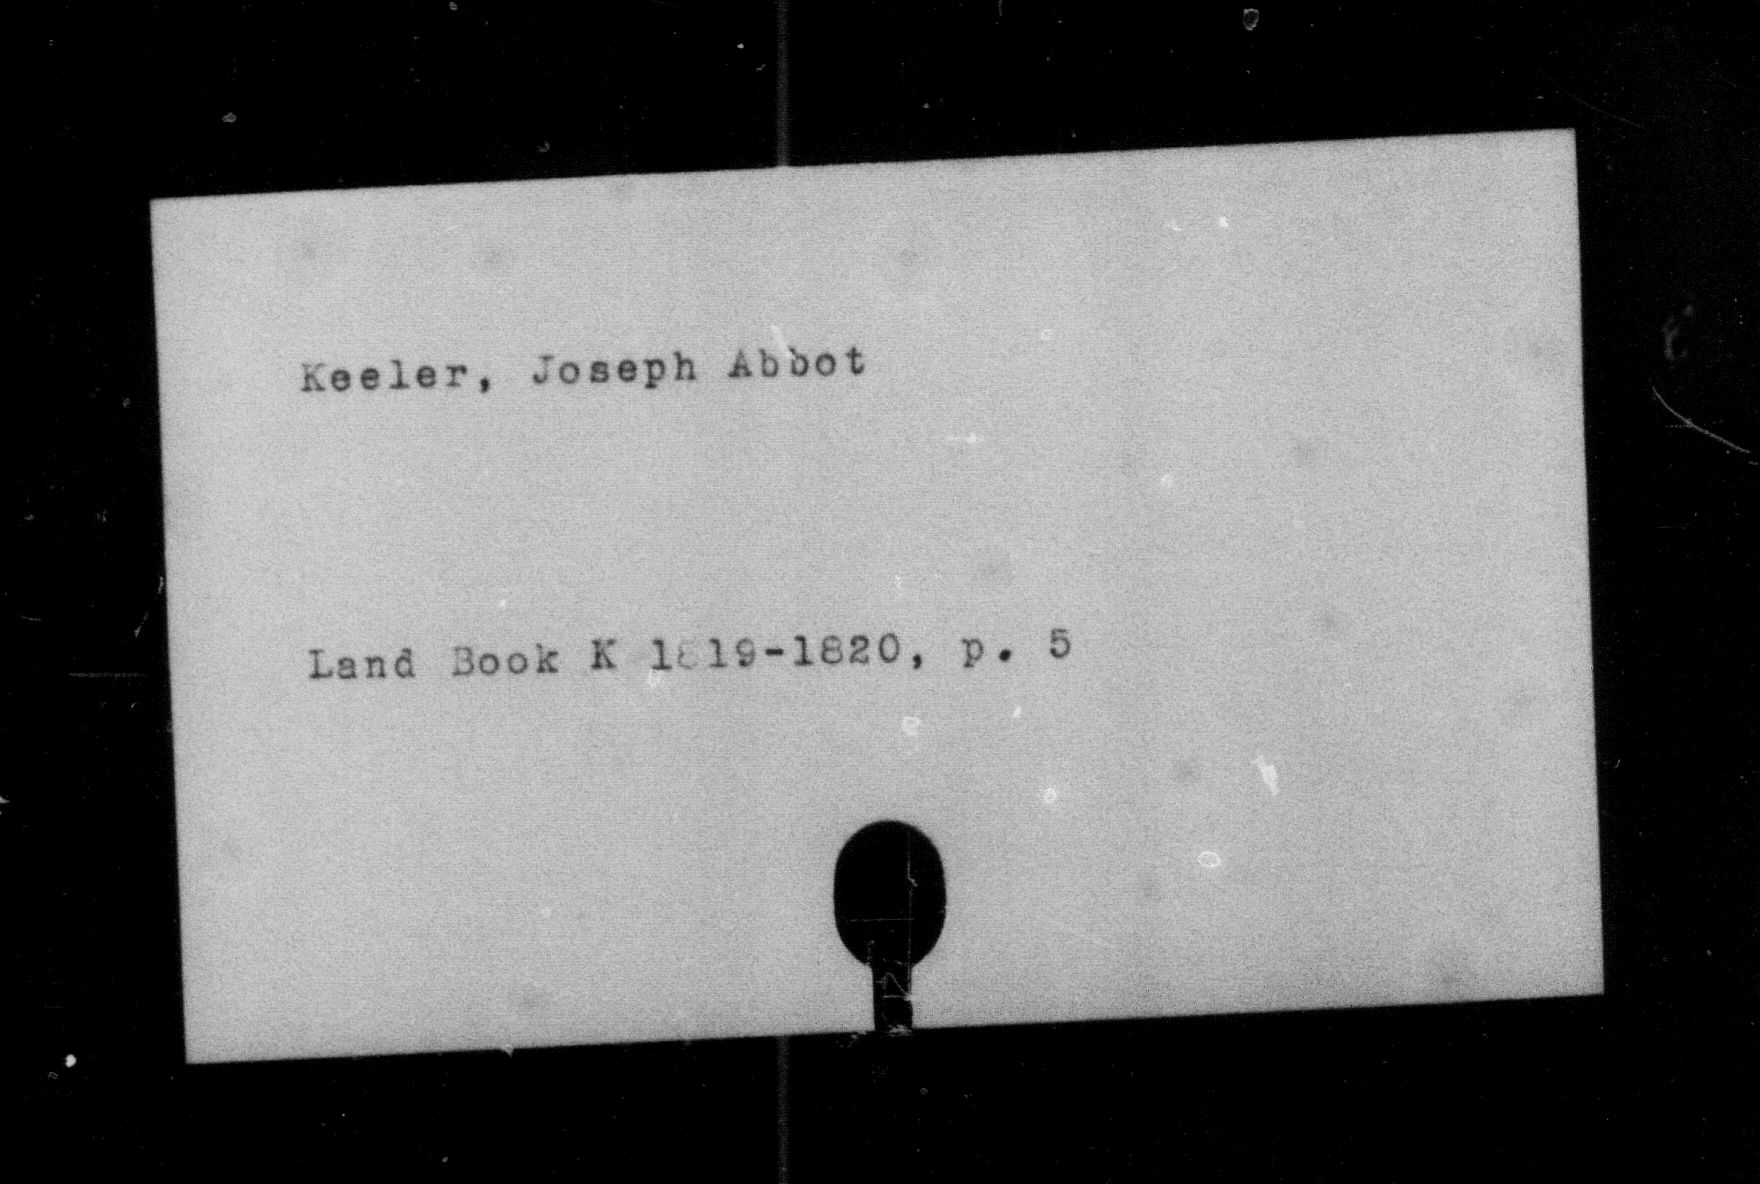 Keeler, Joseph Abbot
Land Book K 1819-1820, p. 5